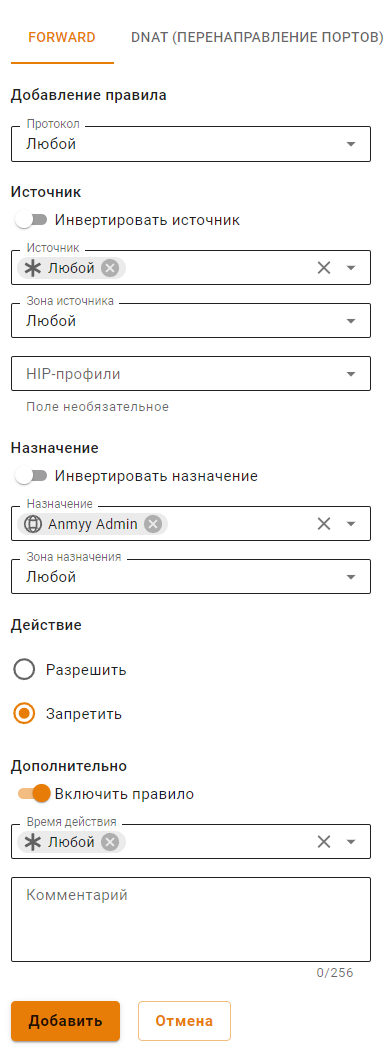 FORWARD DNAT (ПЕРЕНАПРАВЛЕНИЕ ПОРТОВ)
Добавление правила
Протокол
Любой
Источник
Инвертировать источник
Источник
Любой
Зона источника
Любой
HIP-профили
Поле необязательное
Назначение
Инвертировать назначение
Назначение
Anmyy Admin
Зона назначения
Любой
Действие
Разрешить
Запретить
Дополнительно
Включить правило
Время действия
Любой
Комментарий
0/256
Добавить Отмена